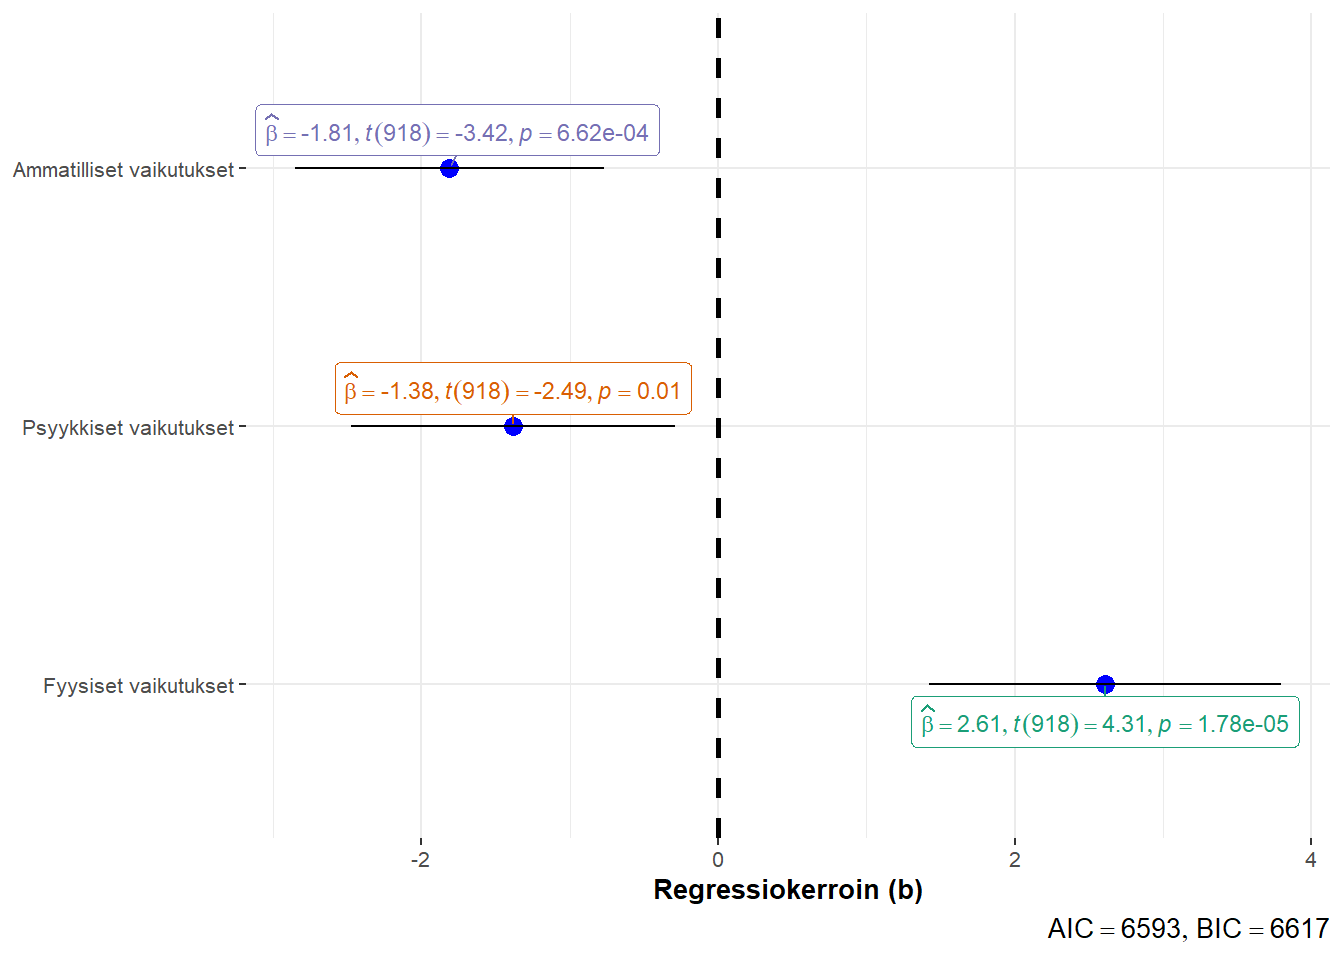 β̂ = -1.81, t(918) = -3.42, p = 6.62e-04
Ammatilliset vaikutukset
β̂ = -1.38, t(918) = -2.49, p = 0.01
Psyykkiset vaikutukset
Fyysiset vaikutukset
β̂ = 2.61, t(918) = 4.31, p = 1.78e-05
-2 0 2 4
Regressiokerroin (b)
AIC = 6593, BIC = 6617